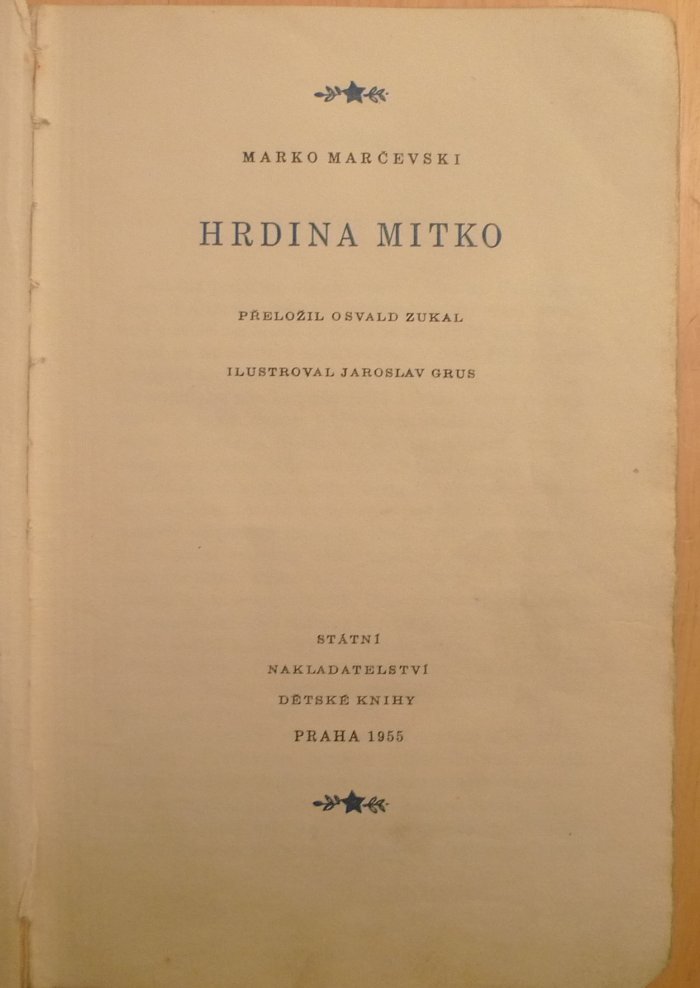 MARKO MARČEVSKI
HRDINA MITKO
PŘELOŽIL OSVALD ZUKAL
ILUSTROVAL JAROSLAV GRUS
STÁTNÍ
NAKLADATELSTVÍ
DĚTSKÉ KNIHY
PRAHA 1955